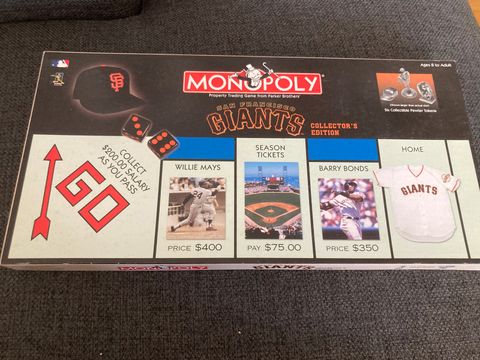 Ages 8 to Adult
MONOPOLY
Property Trading Game from Parker Brothers
SAN FRANCISCO
GIANTS
COLLECTOR'S
EDITION
SF
Six Collectible Pewter Tokens
COLLECT
$200.00 SALARY
AS YOU PASS
GO
WILLIE MAYS
PRICE $400
SEASON
TICKETS
PAY $75.00
BARRY BONDS
PRICE $350
HOME
GIANTS
MONOPOLY
GIANTS